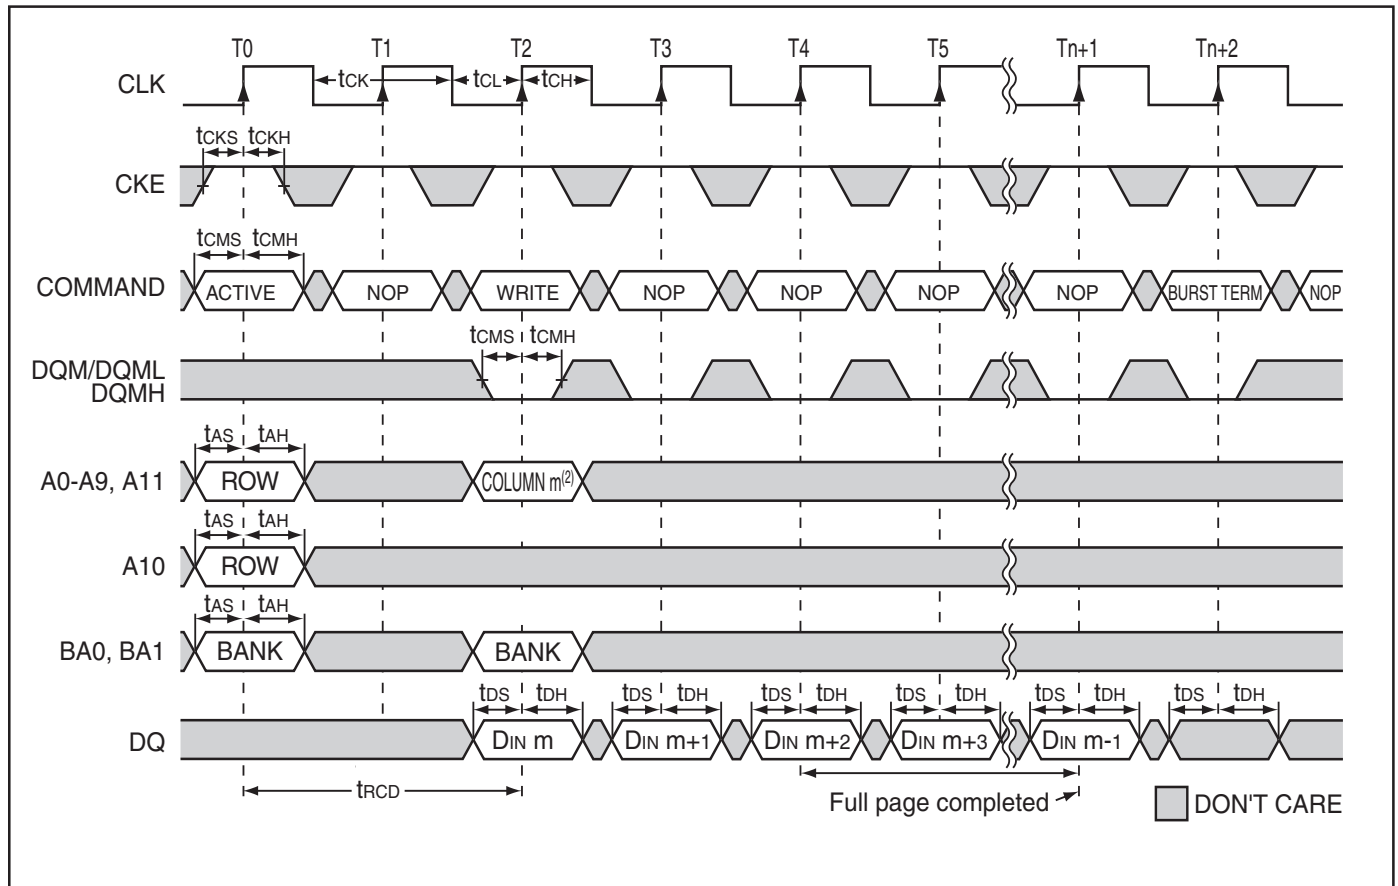 T0 T1 T2 T3 T4 T5 Tn+1 Tn+2
CLK tCK tCL tCH
tCKS tCKH
CKE
tCMS tCMH
COMMAND ACTIVE NOP WRITE NOP NOP NOP NOP BURST TERM NOP
tCMS tCMH
DQM/DQML
DQMH
tAS tAH
A0-A9, A11 ROW COLUMN m(2)
tAS tAH
A10 ROW
tAS tAH
BA0, BA1 BANK BANK
tDS tDH tDS tDH tDS tDH tDS tDH tDS tDH tDS tDH
DQ DIN m DIN m+1 DIN m+2 DIN m+3 DIN m-1
tRCD
Full page completed DON'T CARE